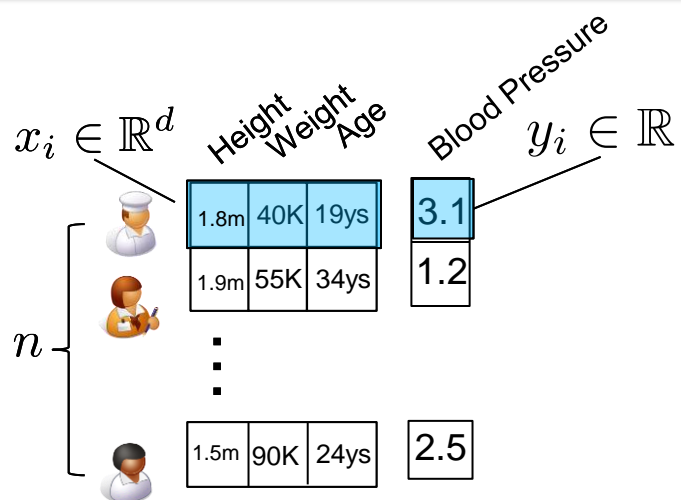 Height Weight Age Blood Pressure
x_i ∈ ℝ^d y_i ∈ ℝ
1.8m 40K 19ys 3.1
1.9m 55K 34ys 1.2
n
1.5m 90K 24ys 2.5